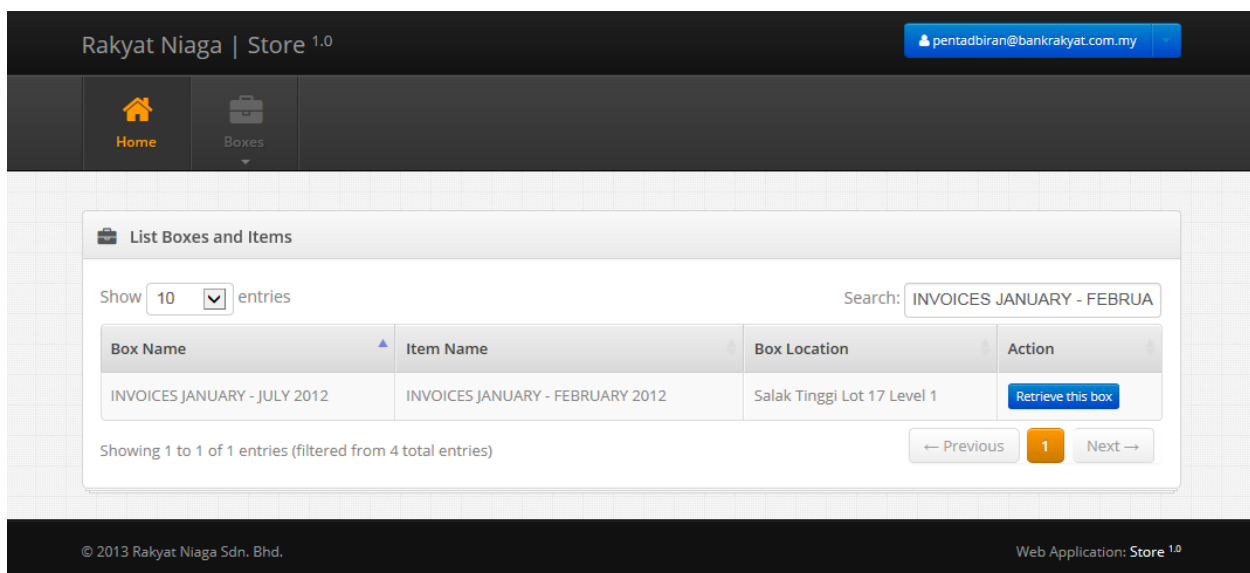 Rakyat Niaga | Store 1.0
pentadbiran@bankrakyat.com.my
Home
Boxes
List Boxes and Items
Show 10 entries
Search: INVOICES JANUARY - FEBRUA
Box Name Item Name Box Location Action
INVOICES JANUARY - JULY 2012 INVOICES JANUARY - FEBRUARY 2012 Salak Tinggi Lot 17 Level 1 Retrieve this box
Showing 1 to 1 of 1 entries (filtered from 4 total entries)
← Previous 1 Next →
© 2013 Rakyat Niaga Sdn. Bhd.
Web Application: Store 1.0